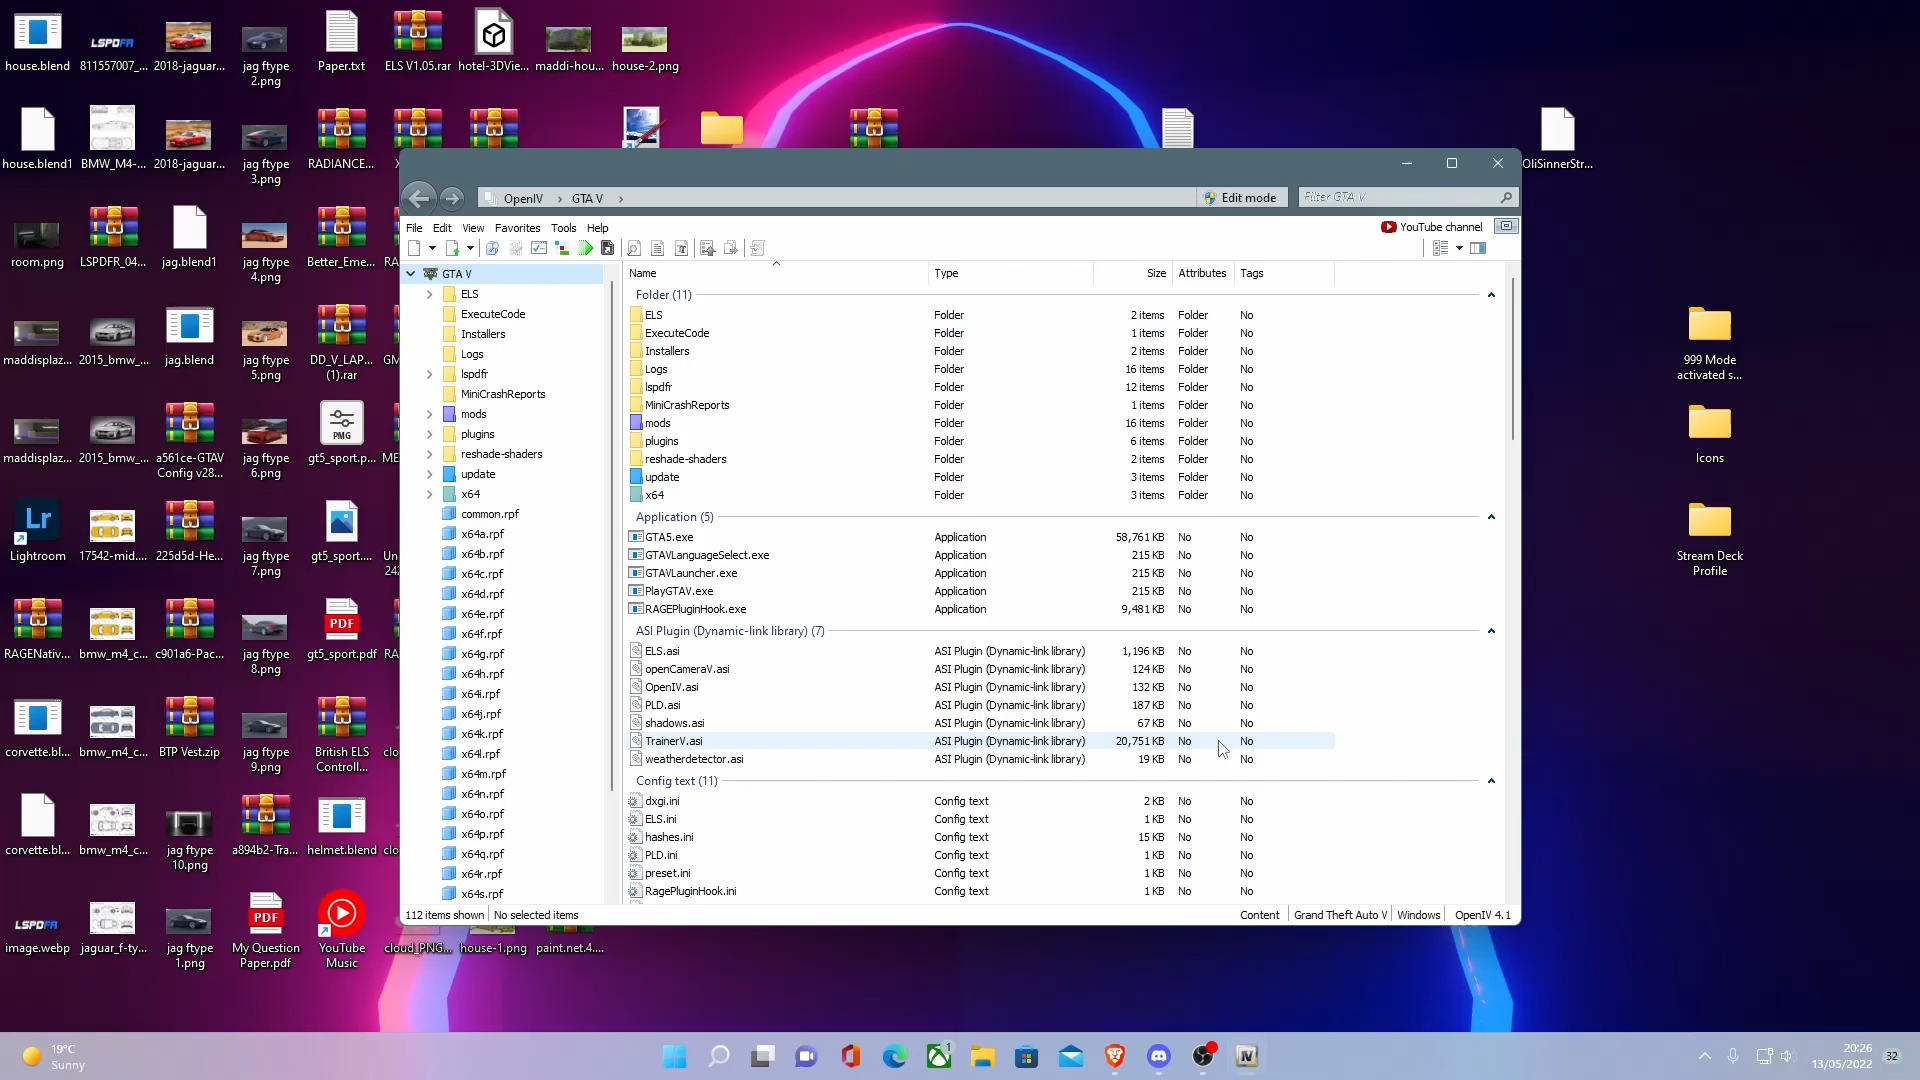 house.blend
LSPDFR
811557007_...
2018-jaguar...
jag ftype
2.png
Paper.txt
ELS V1.05.rar
hotel-3DVie...
maddi-hou...
house-2.png
house.blend1
BMW_M4-...
2018-jaguar...
jag ftype
3.png
RADIANCE...
OliSinnerStr...
room.png
LSPDFR_04...
jag.blend1
jag ftype
4.png
Better_Eme...
maddisplaz...
2015_bmw_...
jag.blend
jag ftype
5.png
DD_V_LAP...
(1).rar
maddisplaz...
2015_bmw_...
a561ce-GTAV
Config v28...
jag ftype
6.png
PMG
gt5_sport.p...
Lr
Lightroom
17542-mid....
225d5d-He...
jag ftype
7.png
gt5_sport....
RAGENativ...
bmw_m4_c...
c901a6-Pac...
jag ftype
8.png
PDF
gt5_sport.pdf
corvette.bl...
bmw_m4_c...
BTP Vest.zip
jag ftype
9.png
British ELS
Controll...
corvette.bl...
bmw_m4_c...
jag ftype
10.png
a894b2-Tra...
helmet.blend
LSPDFR
image.webp
jaguar_f-ty...
jag ftype
1.png
PDF
My Question
Paper.pdf
YouTube
Music
cloud_PNG...
house-1.png
paint.net.4....
999 Mode
activated s...
Icons
Stream Deck
Profile
OpenIV
GTA V
Edit mode
Filter GTA V
File Edit View Favorites Tools Help
YouTube channel
GTA V
ELS
ExecuteCode
Installers
Logs
lspdfr
MiniCrashReports
mods
plugins
reshade-shaders
update
x64
common.rpf
x64a.rpf
x64b.rpf
x64c.rpf
x64d.rpf
x64e.rpf
x64f.rpf
x64g.rpf
x64h.rpf
x64i.rpf
x64j.rpf
x64k.rpf
x64l.rpf
x64m.rpf
x64n.rpf
x64o.rpf
x64p.rpf
x64q.rpf
x64r.rpf
x64s.rpf
Name Type Size Attributes Tags
Folder (11)
ELS Folder 2 items Folder No
ExecuteCode Folder 1 items Folder No
Installers Folder 2 items Folder No
Logs Folder 16 items Folder No
lspdfr Folder 12 items Folder No
MiniCrashReports Folder 1 items Folder No
mods Folder 16 items Folder No
plugins Folder 6 items Folder No
reshade-shaders Folder 2 items Folder No
update Folder 3 items Folder No
x64 Folder 3 items Folder No
Application (5)
GTA5.exe Application 58,761 KB No No
GTAVLanguageSelect.exe Application 215 KB No No
GTAVLauncher.exe Application 215 KB No No
PlayGTAV.exe Application 215 KB No No
RAGEPluginHook.exe Application 9,481 KB No No
ASI Plugin (Dynamic-link library) (7)
ELS.asi ASI Plugin (Dynamic-link library) 1,196 KB No No
openCameraV.asi ASI Plugin (Dynamic-link library) 124 KB No No
OpenIV.asi ASI Plugin (Dynamic-link library) 132 KB No No
PLD.asi ASI Plugin (Dynamic-link library) 187 KB No No
shadows.asi ASI Plugin (Dynamic-link library) 67 KB No No
TrainerV.asi ASI Plugin (Dynamic-link library) 20,751 KB No No
weatherdetector.asi ASI Plugin (Dynamic-link library) 19 KB No No
Config text (11)
dxgi.ini Config text 2 KB No No
ELS.ini Config text 1 KB No No
hashes.ini Config text 15 KB No No
PLD.ini Config text 1 KB No No
preset.ini Config text 1 KB No No
RagePluginHook.ini Config text 1 KB No No
112 items shown No selected items Content Grand Theft Auto V Windows OpenIV 4.1
19°C
Sunny
1
20:26
13/05/2022
32